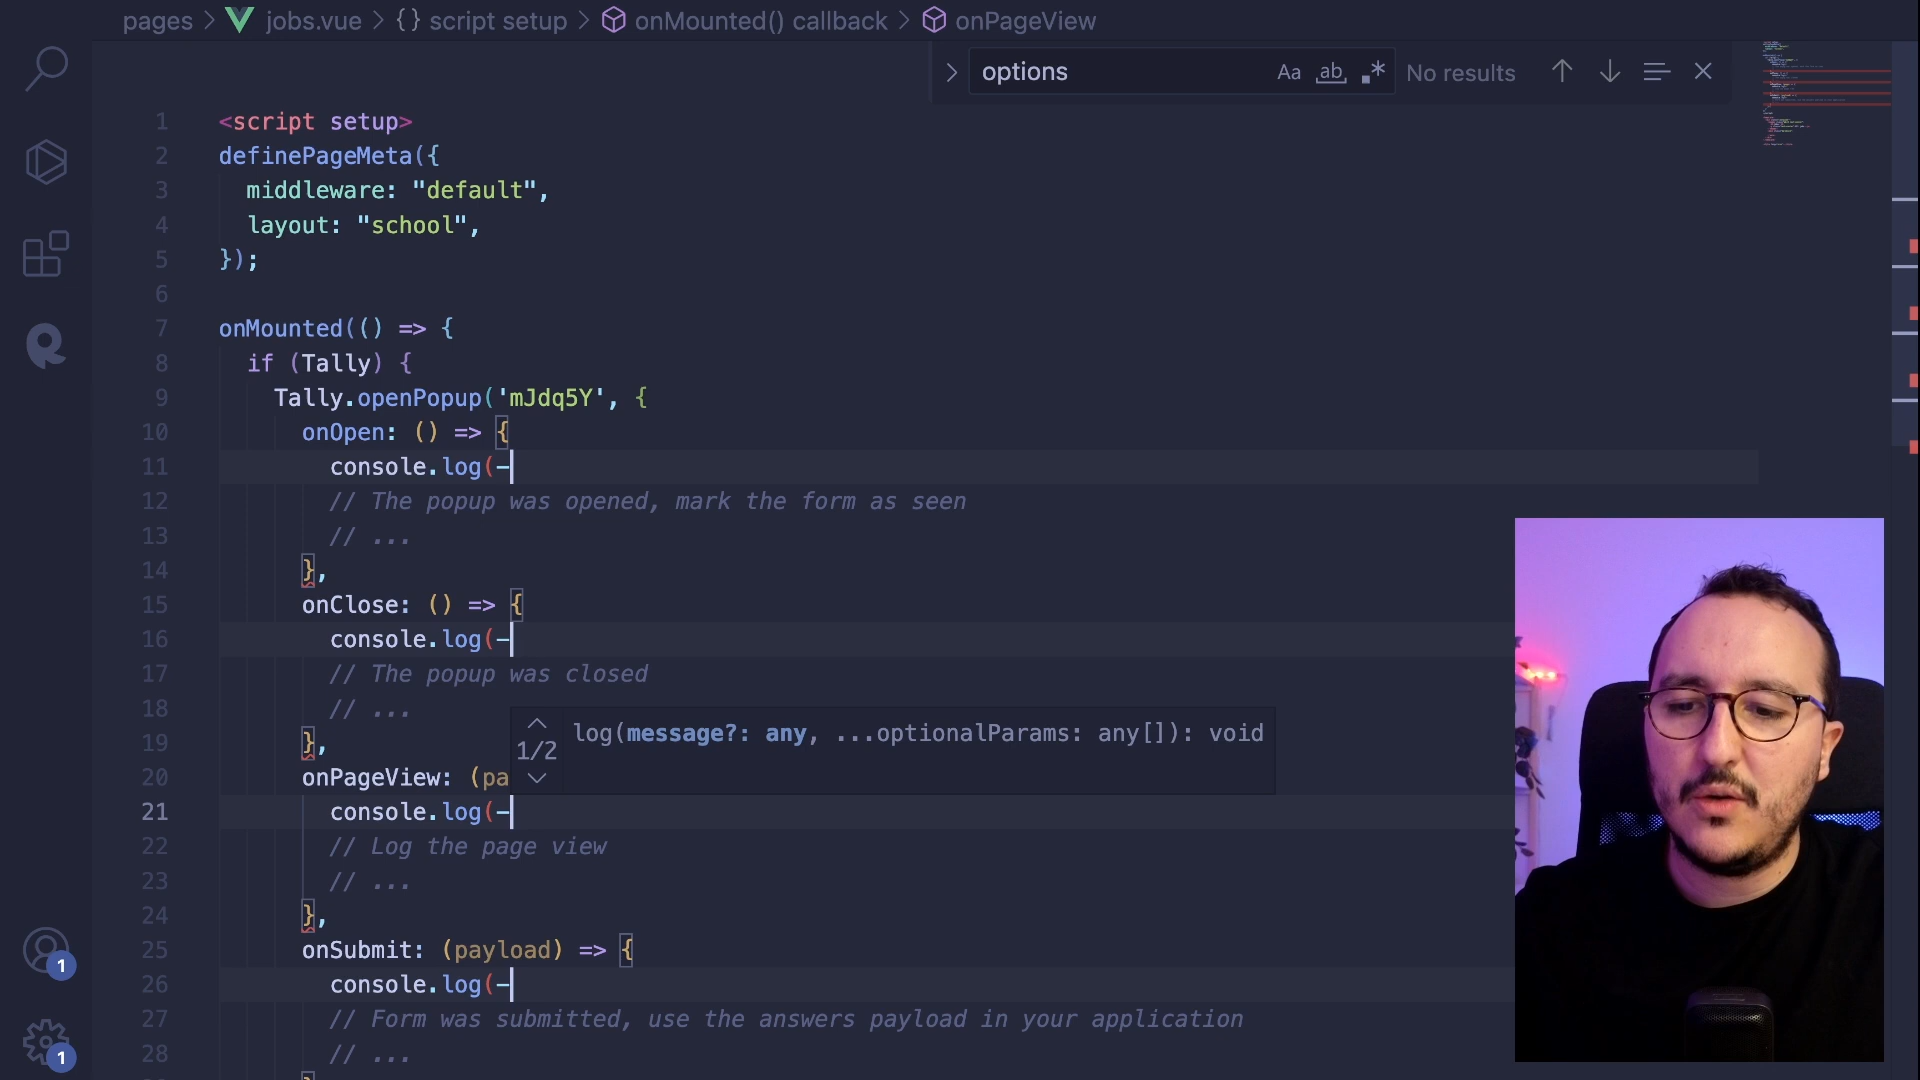 pages > jobs.vue > {} script setup > onMounted() callback > onPageView
options Aa ab .* No results
1 <script setup>
2 definePageMeta({
3 middleware: "default",
4 layout: "school",
5 });
6
7 onMounted(() => {
8 if (Tally) {
9 Tally.openPopup('mJdq5Y', {
10 onOpen: () => {
11 console.log(-
12 // The popup was opened, mark the form as seen
13 // ...
14 },
15 onClose: () => {
16 console.log(-
17 // The popup was closed
18 // ...
19 },
1/2 log(message?: any, ...optionalParams: any[]): void
20 onPageView: (pa
21 console.log(-
22 // Log the page view
23 // ...
24 },
25 onSubmit: (payload) => {
26 console.log(-
27 // Form was submitted, use the answers payload in your application
28 // ...
1
1